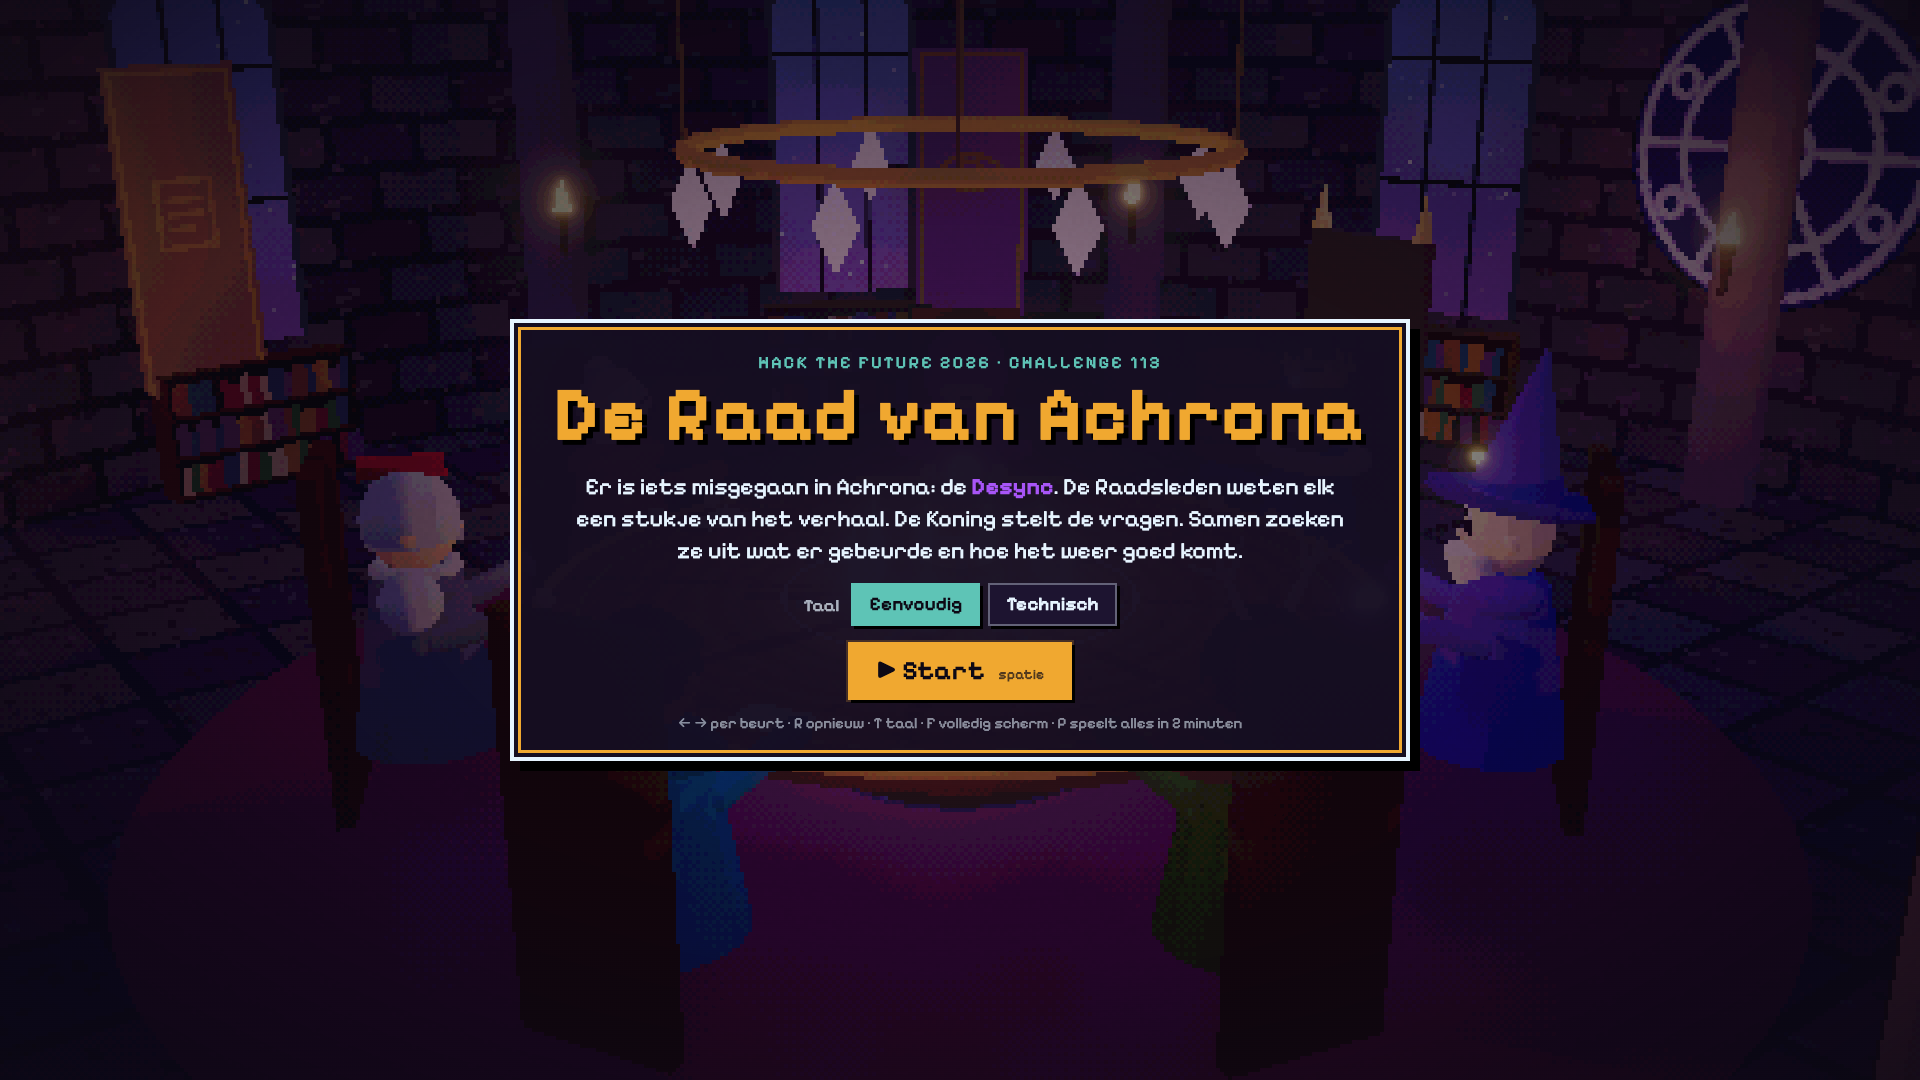 HACK THE FUTURE 2026 · CHALLENGE 113
De Raad van Achrona
Er is iets misgegaan in Achrona: de Desync. De Raadsleden weten elk
een stukje van het verhaal. De Koning stelt de vragen. Samen zoeken
ze uit wat er gebeurde en hoe het weer goed komt.
Taal Eenvoudig Technisch
▶ Start spatie
← → per beurt · R opnieuw · T taal · F volledig scherm · P speelt alles in 2 minuten